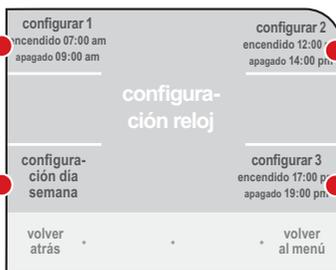 configurar 1
encendido 07:00 am
apagado 09:00 am
configurar 2
encendido 12:00
apagado 14:00 pm
configura-
ción reloj
configura-
ción día
semana
configurar 3
encendido 17:00 pm
apagado 19:00 pm
volver
atrás
volver
al menú